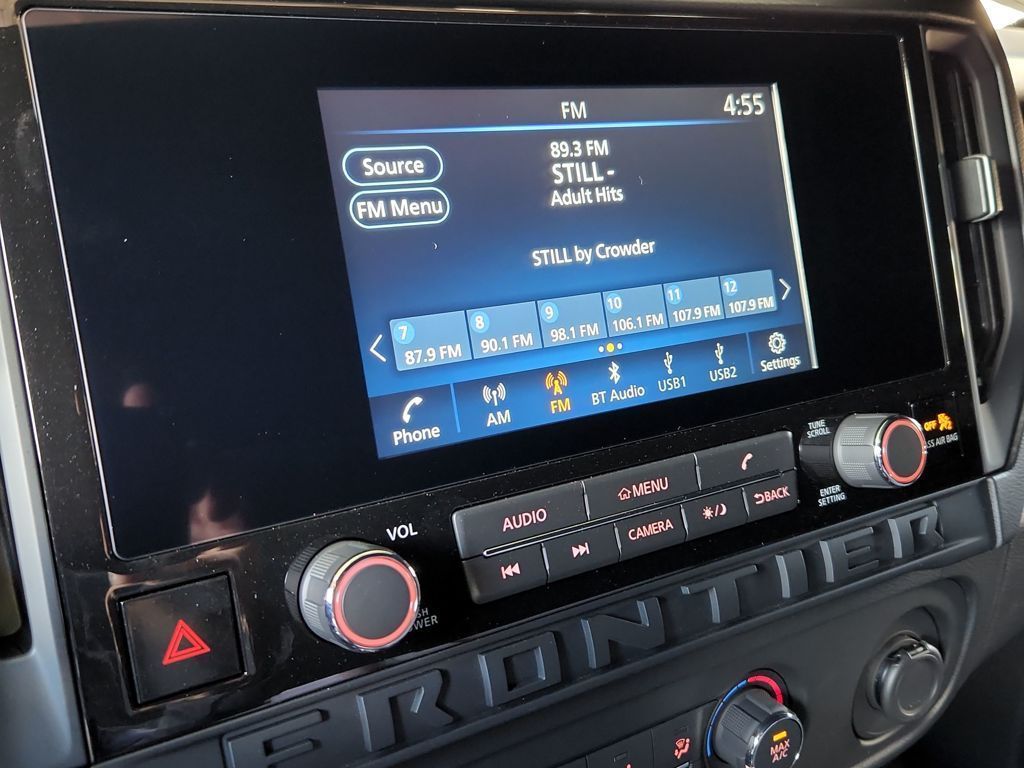 FM
4:55
Source
FM Menu
89.3 FM
STILL -
Adult Hits
STILL by Crowder
7
87.9 FM
8
90.1 FM
9
98.1 FM
10
106.1 FM
11
107.9 FM
12
107.9 FM
Phone
AM
FM
BT Audio
USB1
USB2
Settings
VOL
AUDIO
MENU
CAMERA
BACK
TUNE
SCROLL
ENTER
SETTING
OFF
AIR BAG
FRONTIER
MAX
A/C